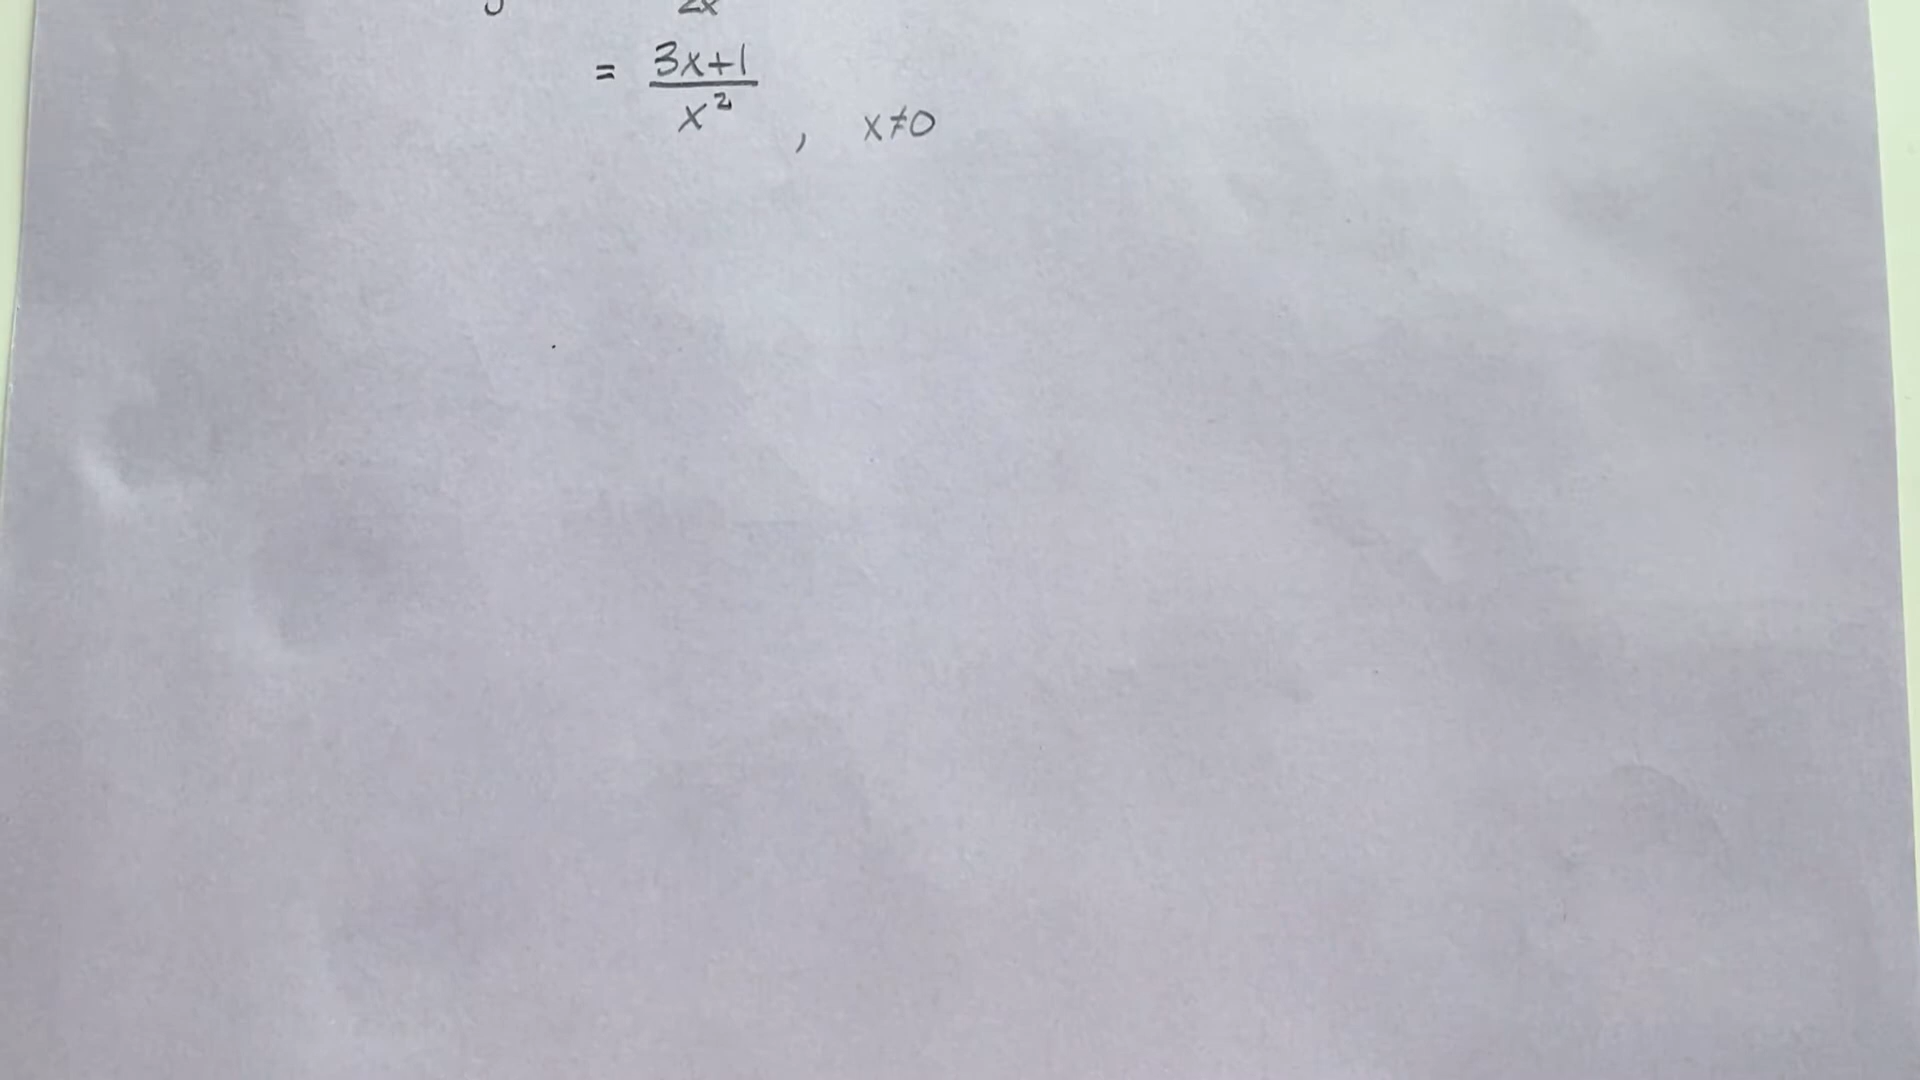 = 3x+1 / x², x≠0